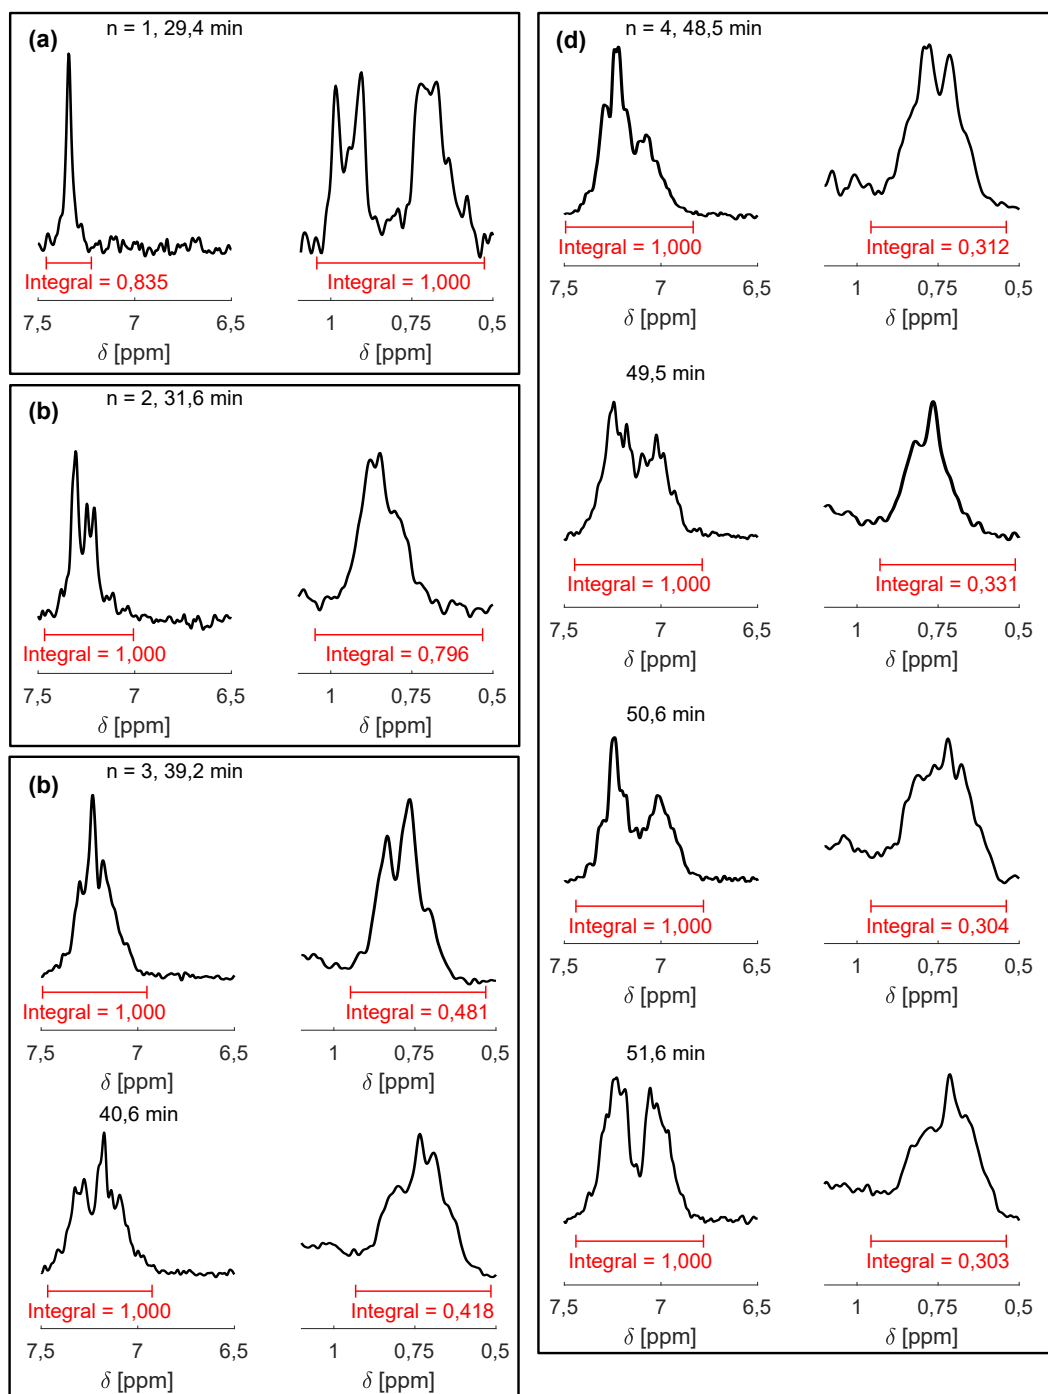 (a)
n = 1, 29,4 min
Integral = 0,835
Integral = 1,000
7,5 7 6,5
1 0,75 0,5
δ [ppm]
δ [ppm]
(b)
n = 2, 31,6 min
Integral = 1,000
Integral = 0,796
7,5 7 6,5
1 0,75 0,5
δ [ppm]
δ [ppm]
(b)
n = 3, 39,2 min
Integral = 1,000
Integral = 0,481
7,5 7 6,5
1 0,75 0,5
δ [ppm]
δ [ppm]
40,6 min
Integral = 1,000
Integral = 0,418
7,5 7 6,5
1 0,75 0,5
δ [ppm]
δ [ppm]
(d)
n = 4, 48,5 min
Integral = 1,000
Integral = 0,312
7,5 7 6,5
1 0,75 0,5
δ [ppm]
δ [ppm]
49,5 min
Integral = 1,000
Integral = 0,331
7,5 7 6,5
1 0,75 0,5
δ [ppm]
δ [ppm]
50,6 min
Integral = 1,000
Integral = 0,304
7,5 7 6,5
1 0,75 0,5
δ [ppm]
δ [ppm]
51,6 min
Integral = 1,000
Integral = 0,303
7,5 7 6,5
1 0,75 0,5
δ [ppm]
δ [ppm]